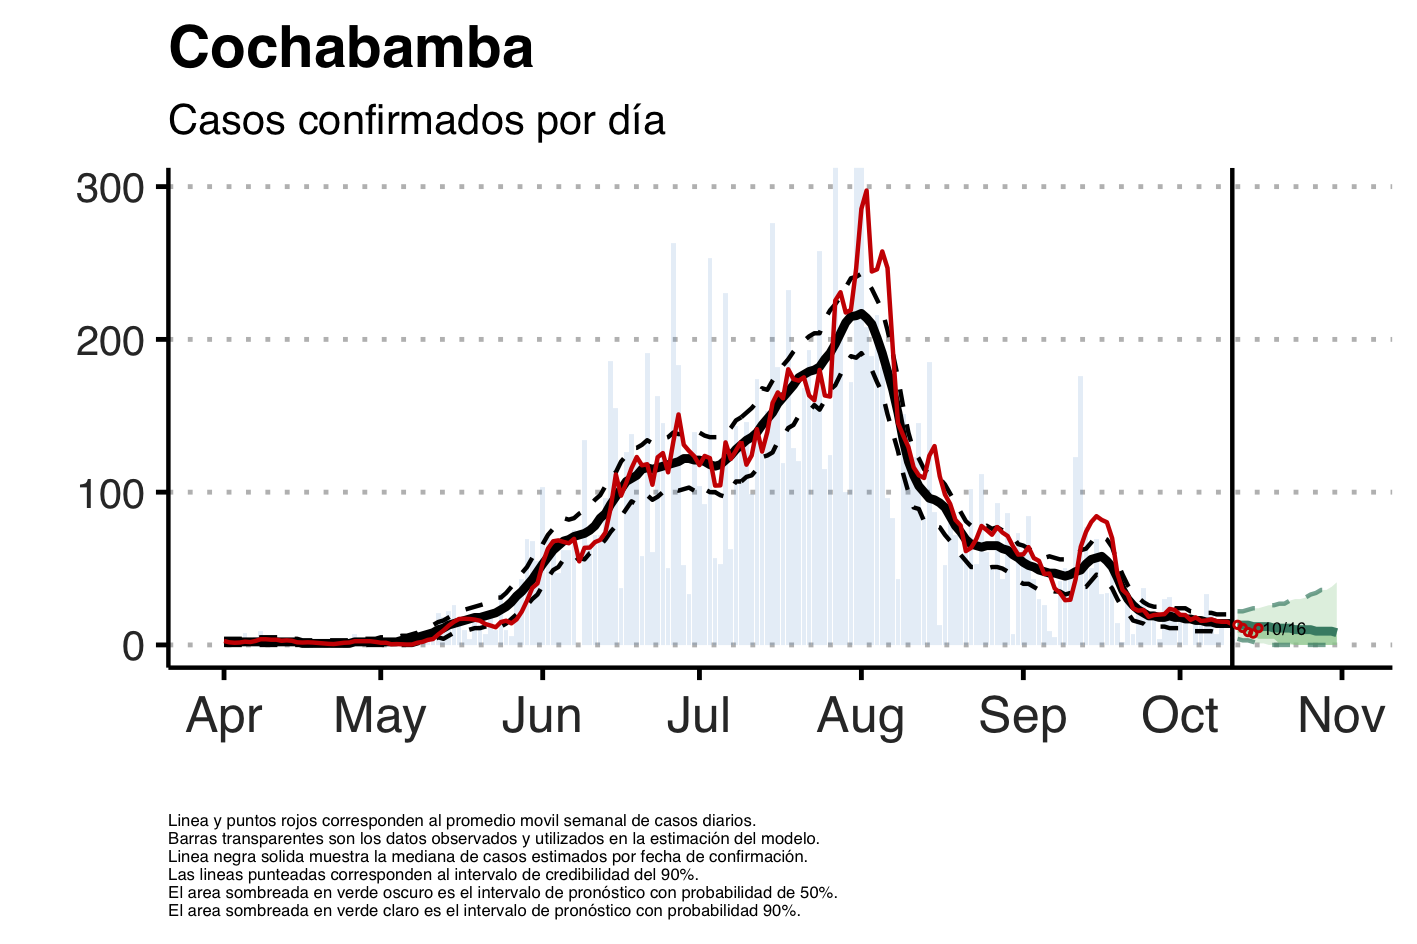 Cochabamba
Casos confirmados por día
300
200
100
0
10/16
Apr May Jun Jul Aug Sep Oct Nov
Linea y puntos rojos corresponden al promedio movil semanal de casos diarios.
Barras transparentes son los datos observados y utilizados en la estimación del modelo.
Linea negra solida muestra la mediana de casos estimados por fecha de confirmación.
Las lineas punteadas corresponden al intervalo de credibilidad del 90%.
El area sombreada en verde oscuro es el intervalo de pronóstico con probabilidad de 50%.
El area sombreada en verde claro es el intervalo de pronóstico con probabilidad 90%.